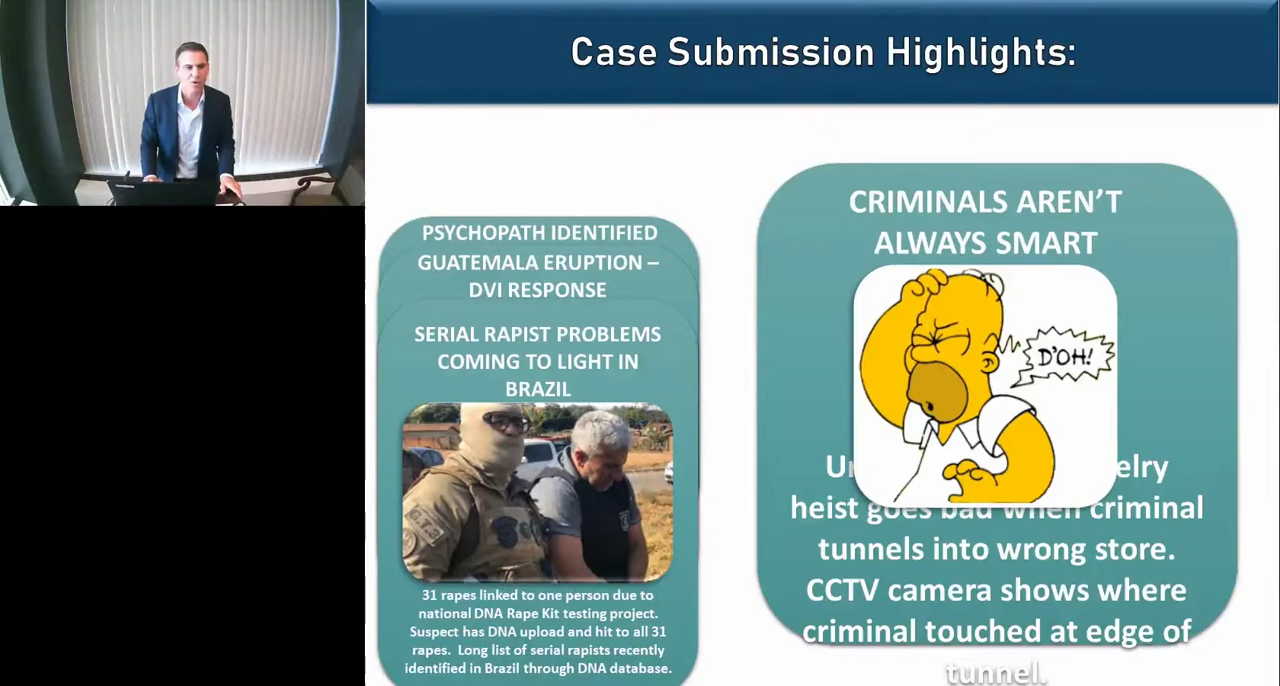 Case Submission Highlights:
PSYCHOPATH IDENTIFIED
GUATEMALA ERUPTION –
DVI RESPONSE
SERIAL RAPIST PROBLEMS
COMING TO LIGHT IN
BRAZIL
31 rapes linked to one person due to
national DNA Rape Kit testing project.
Suspect has DNA upload and hit to all 31
rapes. Long list of serial rapists recently
identified in Brazil through DNA database.
CRIMINALS AREN’T
ALWAYS SMART
D'OH!
heist goes bad when criminal
tunnels into wrong store.
CCTV camera shows where
criminal touched at edge of
tunnel.